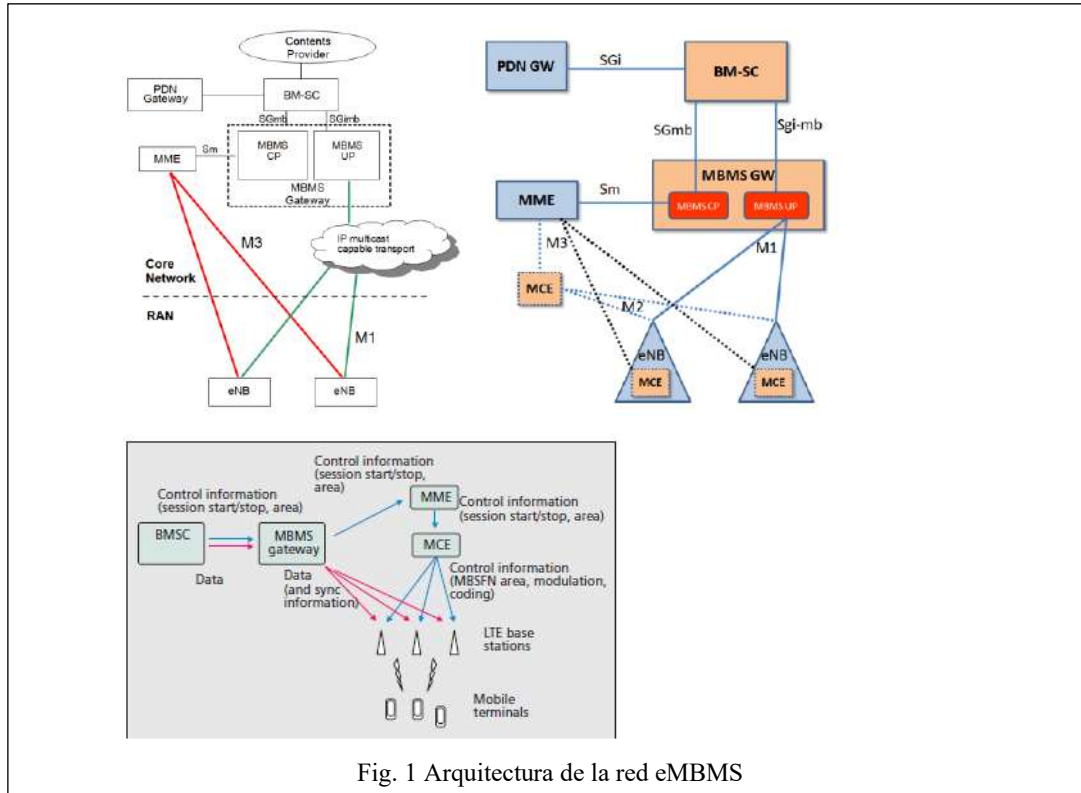 Contents
Provider
PDN
Gateway
BM-SC
SGmb
SGimb
MME
Sm
MBMS
CP
MBMS
UP
MBMS
Gateway
IP multicast
capable transport
M3
Core
Network
RAN
M1
eNB
eNB
PDN GW
SGi
BM-SC
SGmb
Sgi-mb
MBMS GW
MME
Sm
MBMS CP
MBMS UP
M3
M1
MCE
M2
eNB
MCE
eNB
MCE
Control information
(session start/stop,
area)
Control information
(session start/stop, area)
MME
Control information
(session start/stop, area)
BMSC
MBMS
gateway
MCE
Data
Data
(and sync
information)
Control information
(MBSFN area, modulation,
coding)
LTE base
stations
Mobile
terminals
Fig. 1 Arquitectura de la red eMBMS